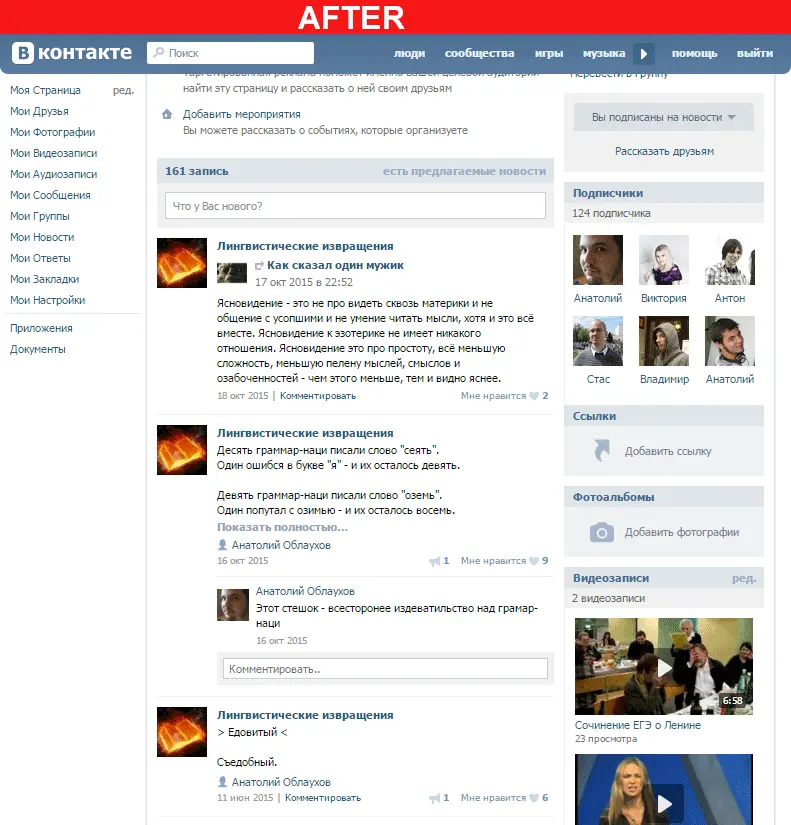 AFTER
В контакте
Поиск
люди сообщества игры музыка помощь выйти
Моя Страница ред.
Мои Друзья
Мои Фотографии
Мои Видеозаписи
Мои Аудиозаписи
Мои Сообщения
Мои Группы
Мои Новости
Мои Ответы
Мои Закладки
Мои Настройки
Приложения
Документы
найти эту страницу и рассказать о ней своим друзьям
Добавить мероприятия
Вы можете рассказать о событиях, которые организуете
161 запись есть предлагаемые новости
Что у Вас нового?
Лингвистические извращения
Как сказал один мужик
17 окт 2015 в 22:52
Ясновидение - это не про видеть сквозь материки и не
общение с усопшими и не умение читать мысли, хотя и это всё
вместе. Ясновидение к эзотерике не имеет никакого
отношения. Ясновидение это про простоту, всё меньшую
сложность, меньшую пелену мыслей, смыслов и
озабоченностей - чем этого меньше, тем и видно яснее.
18 окт 2015 | Комментировать Мне нравится 2
Лингвистические извращения
Десять граммар-наци писали слово "сеять".
Один ошибся в букве "я" - и их осталось девять.
Девять граммар-наци писали слово "оземь".
Один попутал с озимью - и их осталось восемь.
Показать полностью...
Анатолий Облаухов
16 окт 2015 1 Мне нравится 9
Анатолий Облаухов
Этот стешок - всесторонее издеватильство над грамар-
наци
16 окт 2015
Комментировать..
Лингвистические извращения
> Едовитый <
Съедобный.
Анатолий Облаухов
11 июн 2015 | Комментировать 1 Мне нравится 6
Перевести в группу
Вы подписаны на новости
Рассказать друзьям
Подписчики
124 подписчика
Анатолий Виктория Антон
Стас Владимир Анатолий
Ссылки
Добавить ссылку
Фотоальбомы
Добавить фотографии
Видеозаписи ред.
2 видеозаписи
6:58
Сочинение ЕГЭ о Ленине
23 просмотра